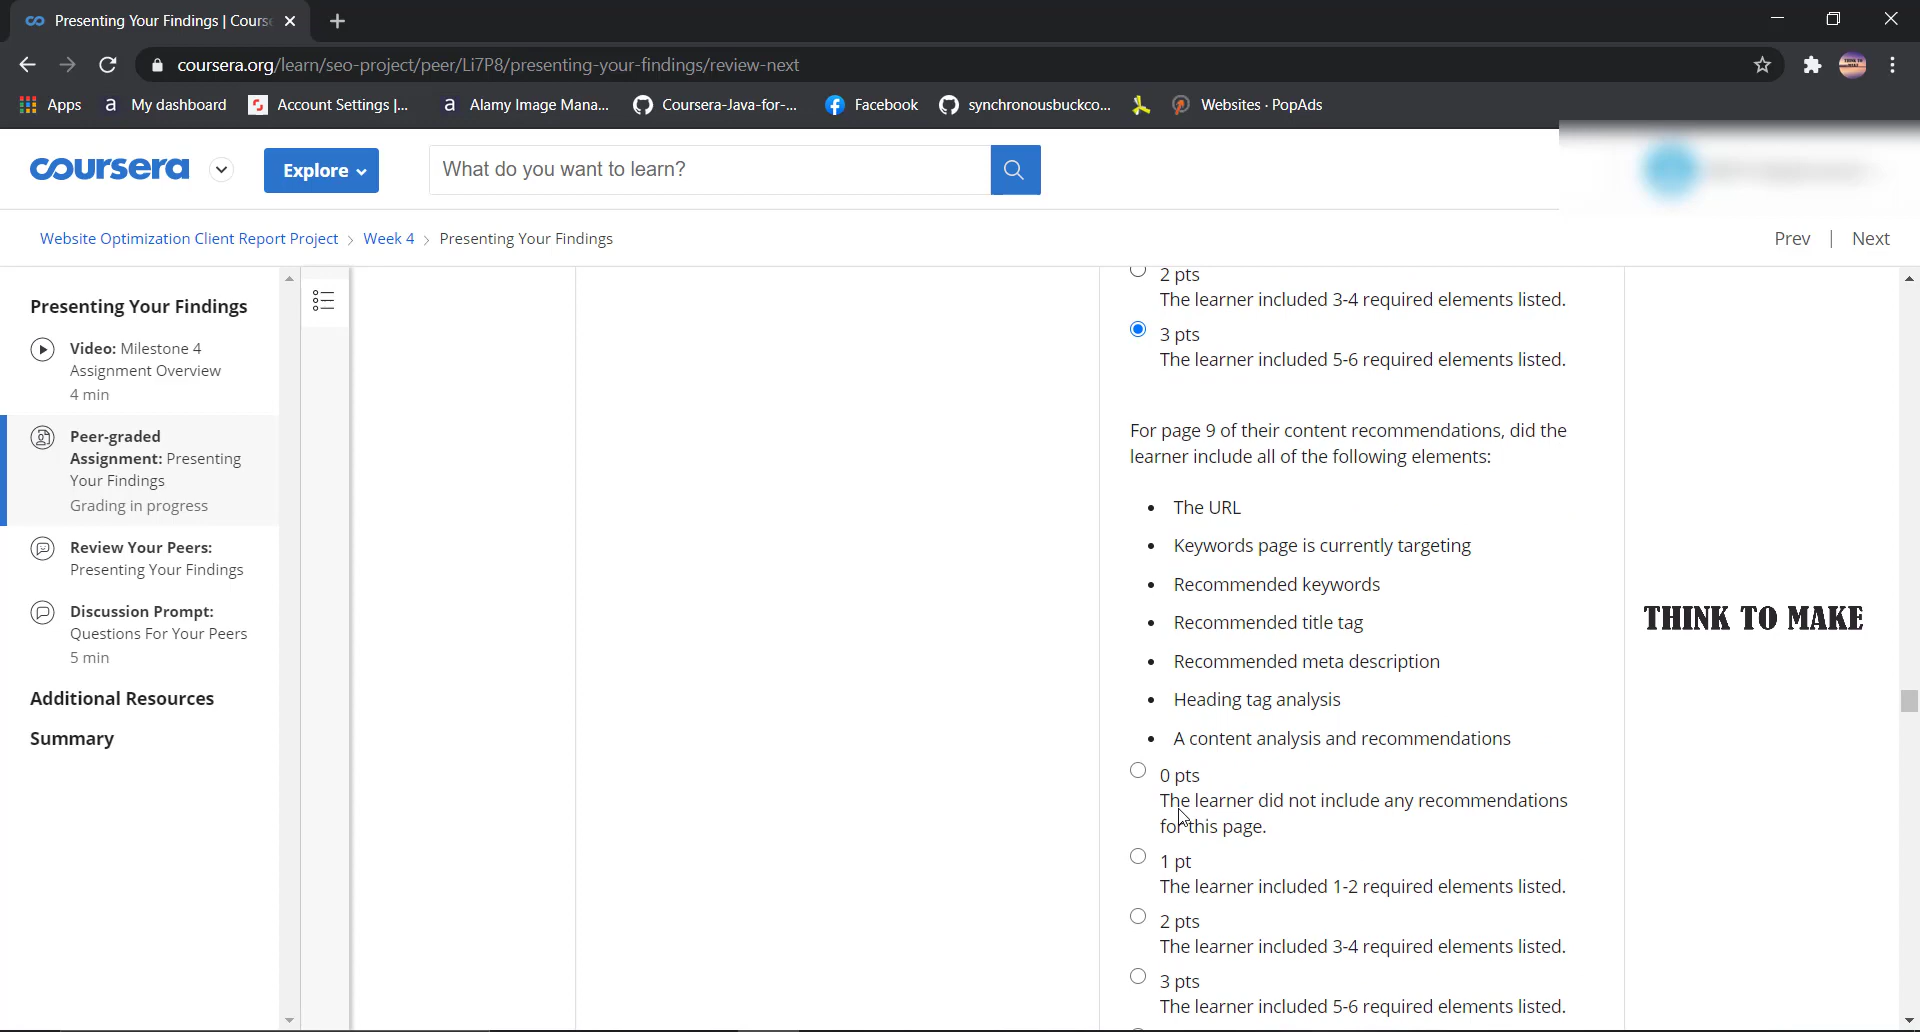 Presenting Your Findings | Cours
coursera.org/learn/seo-project/peer/Li7P8/presenting-your-findings/review-next
Apps
My dashboard
Account Settings |...
Alamy Image Mana...
Coursera-Java-for-...
Facebook
synchronousbuckco...
Websites · PopAds
coursera
Explore
What do you want to learn?
Website Optimization Client Report Project > Week 4 > Presenting Your Findings
Prev | Next
Presenting Your Findings
Video: Milestone 4
Assignment Overview
4 min
Peer-graded
Assignment: Presenting
Your Findings
Grading in progress
Review Your Peers:
Presenting Your Findings
Discussion Prompt:
Questions For Your Peers
5 min
Additional Resources
Summary
2 pts
The learner included 3-4 required elements listed.
3 pts
The learner included 5-6 required elements listed.
For page 9 of their content recommendations, did the
learner include all of the following elements:
• The URL
• Keywords page is currently targeting
• Recommended keywords
• Recommended title tag
• Recommended meta description
• Heading tag analysis
• A content analysis and recommendations
0 pts
The learner did not include any recommendations
for this page.
1 pt
The learner included 1-2 required elements listed.
2 pts
The learner included 3-4 required elements listed.
3 pts
The learner included 5-6 required elements listed.
THINK TO MAKE